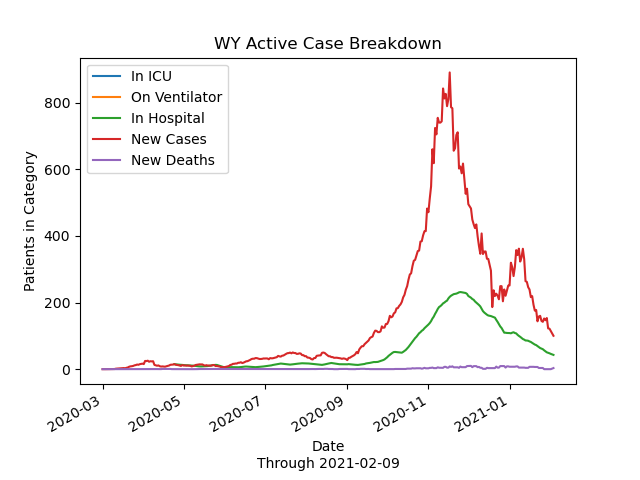 WY Active Case Breakdown
In ICU
On Ventilator
In Hospital
New Cases
New Deaths
Patients in Category
800
600
400
200
0
2020-03
2020-05
2020-07
2020-09
2020-11
2021-01
Date
Through 2021-02-09